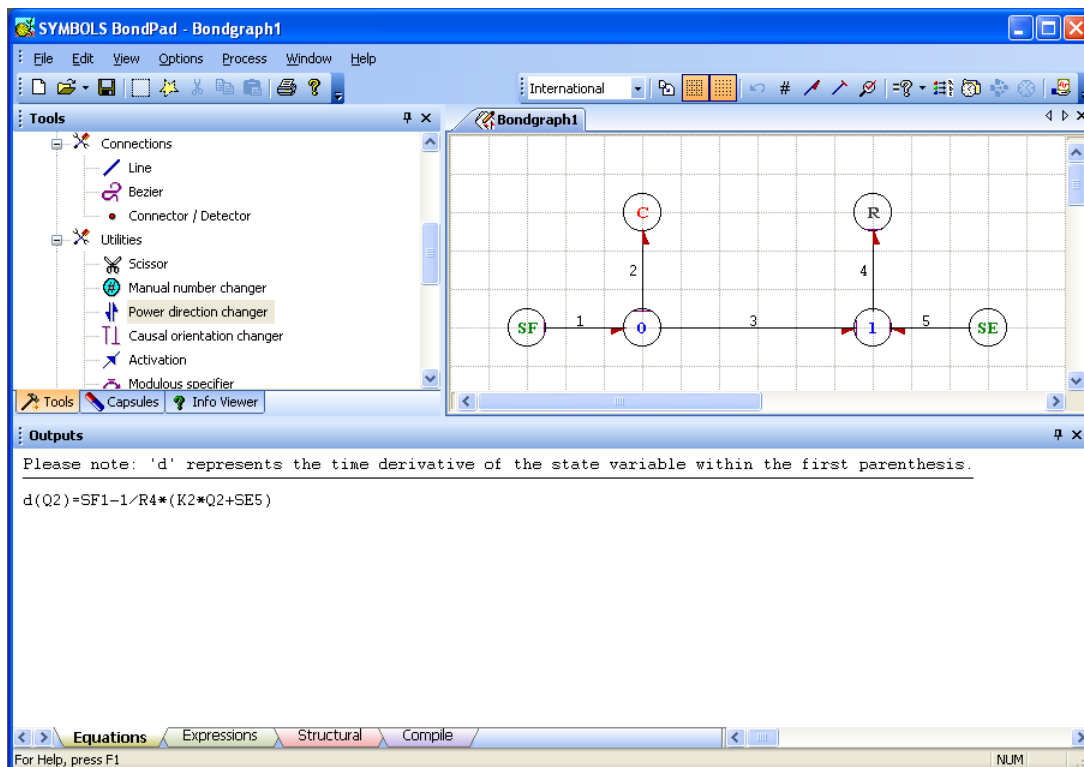 SYMBOLS BondPad - Bondgraph1
File Edit View Options Process Window Help
International
Tools
Bondgraph1
Connections
Line
Bezier
Connector / Detector
Utilities
Scissor
Manual number changer
Power direction changer
Causal orientation changer
Activation
Modulous specifier
Tools Capsules Info Viewer
C R
2 4
SF 1 0 3 1 5 SE
Outputs
Please note: 'd' represents the time derivative of the state variable within the first parenthesis.
d(Q2)=SF1-1/R4*(K2*Q2+SE5)
Equations Expressions Structural Compile
For Help, press F1 NUM